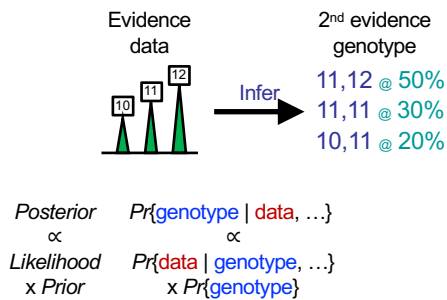 Evidence
data
2nd evidence
genotype
10
11
12
Infer
11,12 @ 50%
11,11 @ 30%
10,11 @ 20%
Posterior Pr{genotype | data, ...}
∝ ∝
Likelihood Pr{data | genotype, ...}
x Prior x Pr{genotype}